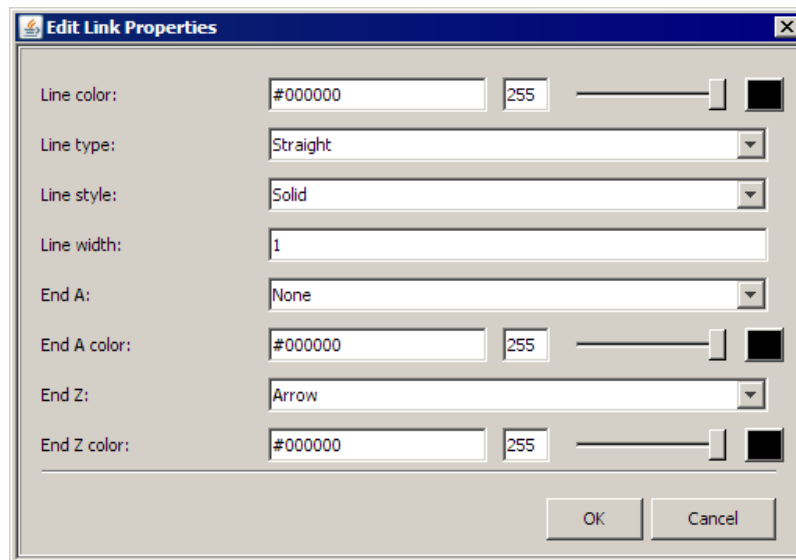 Edit Link Properties
Line color: #000000 255
Line type: Straight
Line style: Solid
Line width: 1
End A: None
End A color: #000000 255
End Z: Arrow
End Z color: #000000 255
OK Cancel